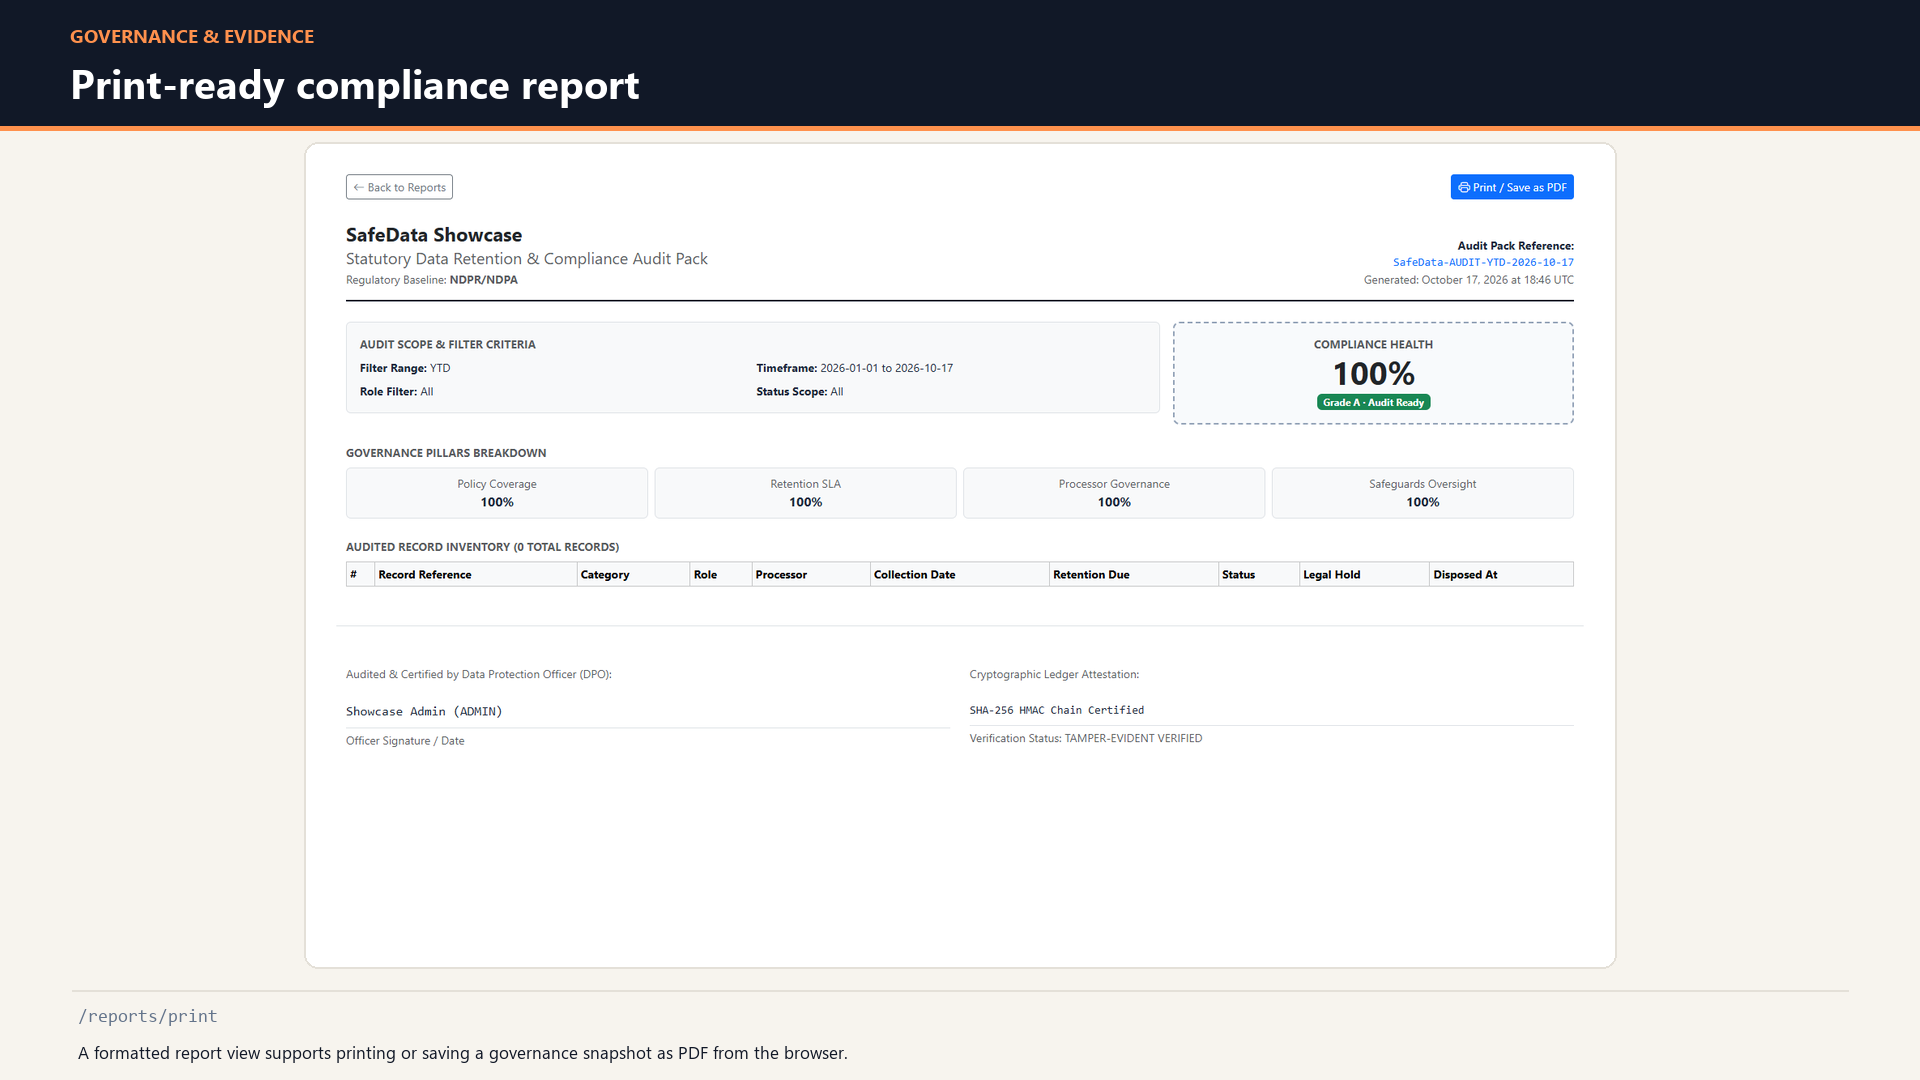 GOVERNANCE & EVIDENCE
Print-ready compliance report
← Back to Reports
Print / Save as PDF
SafeData Showcase
Statutory Data Retention & Compliance Audit Pack
Regulatory Baseline: NDPR/NDPA
Audit Pack Reference:
SafeData-AUDIT-YTD-2026-10-17
Generated: October 17, 2026 at 18:46 UTC
AUDIT SCOPE & FILTER CRITERIA
Filter Range: YTD
Timeframe: 2026-01-01 to 2026-10-17
Role Filter: All
Status Scope: All
COMPLIANCE HEALTH
100%
Grade A · Audit Ready
GOVERNANCE PILLARS BREAKDOWN
Policy Coverage
100%
Retention SLA
100%
Processor Governance
100%
Safeguards Oversight
100%
AUDITED RECORD INVENTORY (0 TOTAL RECORDS)
# Record Reference Category Role Processor Collection Date Retention Due Status Legal Hold Disposed At
Audited & Certified by Data Protection Officer (DPO):
Showcase Admin (ADMIN)
Officer Signature / Date
Cryptographic Ledger Attestation:
SHA-256 HMAC Chain Certified
Verification Status: TAMPER-EVIDENT VERIFIED
/reports/print
A formatted report view supports printing or saving a governance snapshot as PDF from the browser.